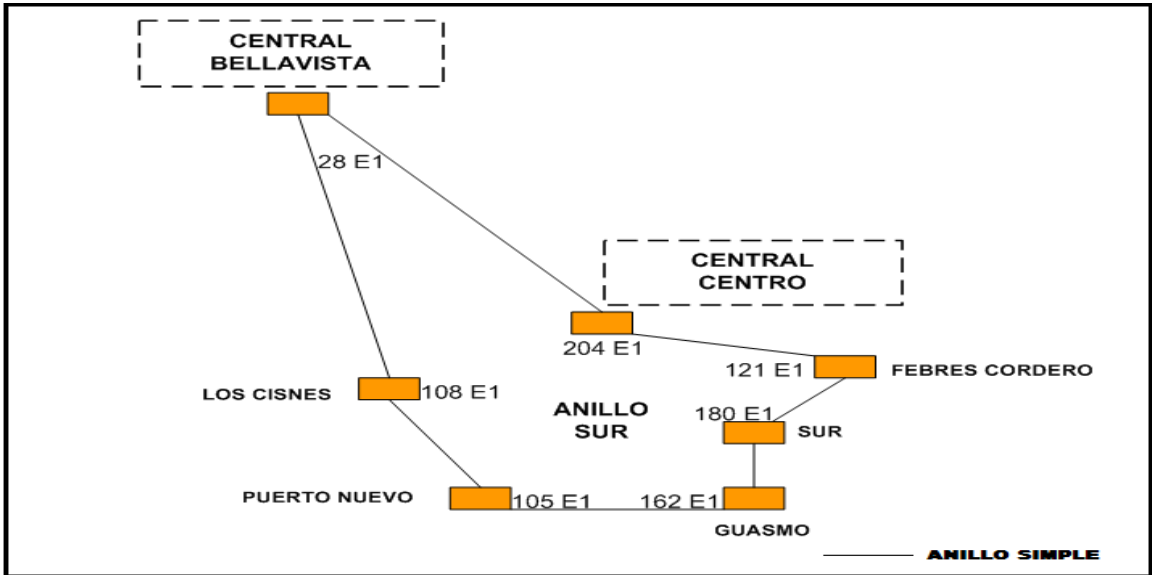 CENTRAL
BELLAVISTA
28 E1
CENTRAL
CENTRO
204 E1
121 E1
FEBRES CORDERO
LOS CISNES
108 E1
ANILLO
SUR
180 E1
SUR
PUERTO NUEVO
105 E1
162 E1
GUASMO
ANILLO SIMPLE